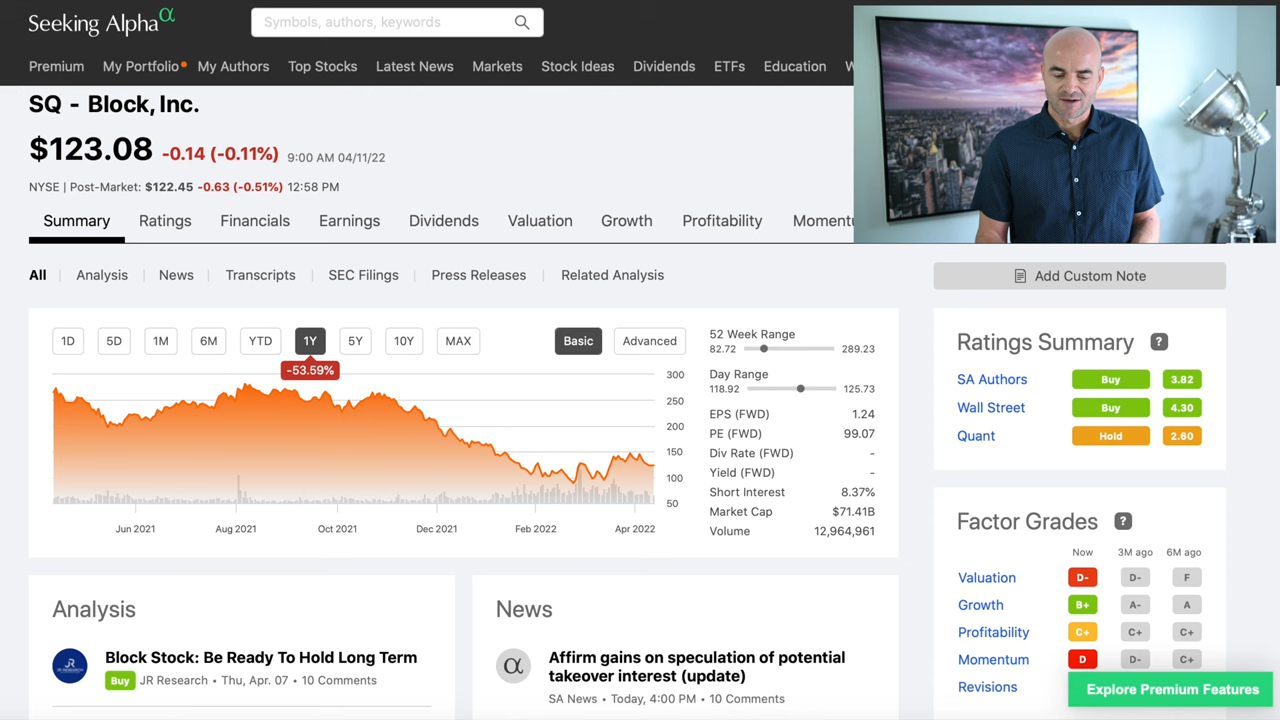 Seeking Alpha α
Symbols, authors, keywords
Premium My Portfolio My Authors Top Stocks Latest News Markets Stock Ideas Dividends ETFs Education W
SQ - Block, Inc.
$123.08 -0.14 (-0.11%) 9:00 AM 04/11/22
NYSE | Post-Market: $122.45 -0.63 (-0.51%) 12:58 PM
Summary Ratings Financials Earnings Dividends Valuation Growth Profitability Momentu
All Analysis News Transcripts SEC Filings Press Releases Related Analysis
Add Custom Note
1D 5D 1M 6M YTD 1Y 5Y 10Y MAX Basic Advanced
-53.59%
300
250
200
150
100
50
Jun 2021 Aug 2021 Oct 2021 Dec 2021 Feb 2022 Apr 2022
52 Week Range
82.72 289.23
Day Range
118.92 125.73
EPS (FWD) 1.24
PE (FWD) 99.07
Div Rate (FWD) -
Yield (FWD) -
Short Interest 8.37%
Market Cap $71.41B
Volume 12,964,961
Ratings Summary ?
SA Authors Buy 3.82
Wall Street Buy 4.30
Quant Hold 2.60
Factor Grades ?
Now 3M ago 6M ago
Valuation D- D- F
Growth B+ A- A
Profitability C+ C+ C+
Momentum D D- C+
Revisions
Explore Premium Features
Analysis
JR RESEARCH
Block Stock: Be Ready To Hold Long Term
Buy JR Research • Thu, Apr. 07 • 10 Comments
News
α
Affirm gains on speculation of potential
takeover interest (update)
SA News • Today, 4:00 PM • 10 Comments